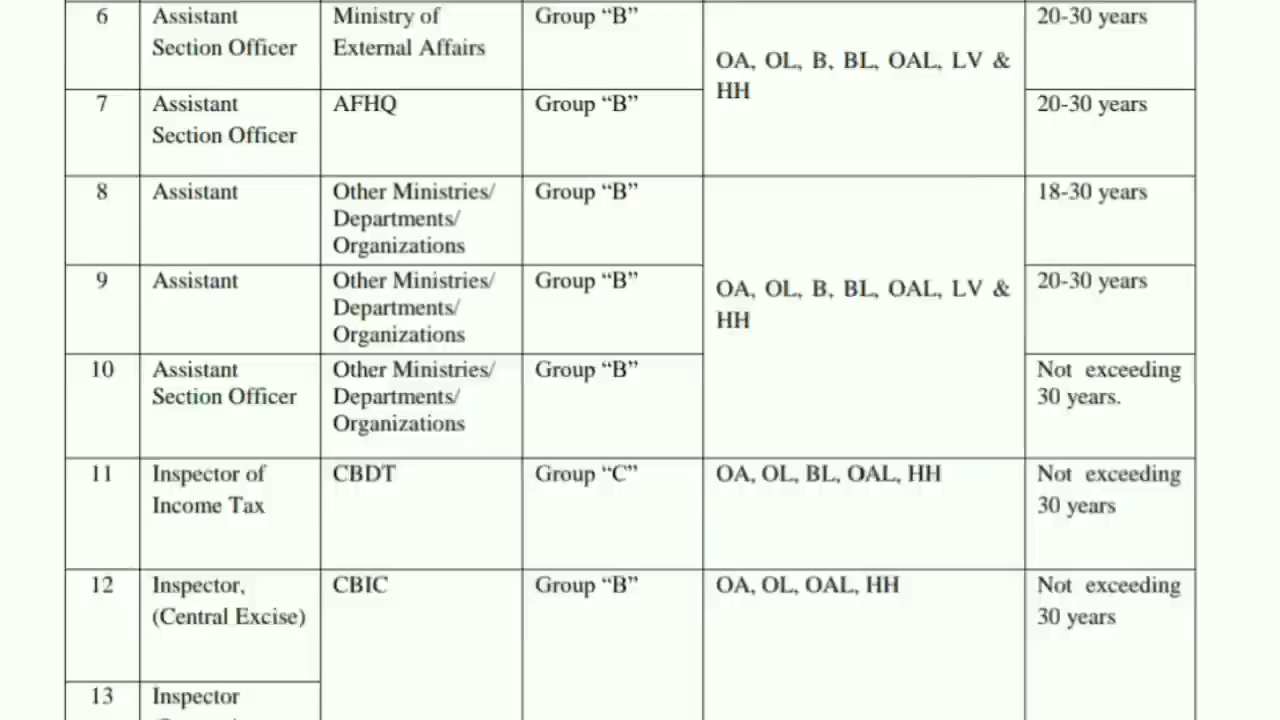 6 Assistant Ministry of Group “B” 20-30 years
Section Officer External Affairs
OA, OL, B, BL, OAL, LV &
HH
7 Assistant AFHQ Group “B” 20-30 years
Section Officer
8 Assistant Other Ministries/ Group “B” 18-30 years
Departments/
Organizations
9 Assistant Other Ministries/ Group “B” OA, OL, B, BL, OAL, LV & 20-30 years
Departments/ HH
Organizations
10 Assistant Other Ministries/ Group “B” Not exceeding
Section Officer Departments/ 30 years.
Organizations
11 Inspector of CBDT Group “C” OA, OL, BL, OAL, HH Not exceeding
Income Tax 30 years
12 Inspector, CBIC Group “B” OA, OL, OAL, HH Not exceeding
(Central Excise) 30 years
13 Inspector